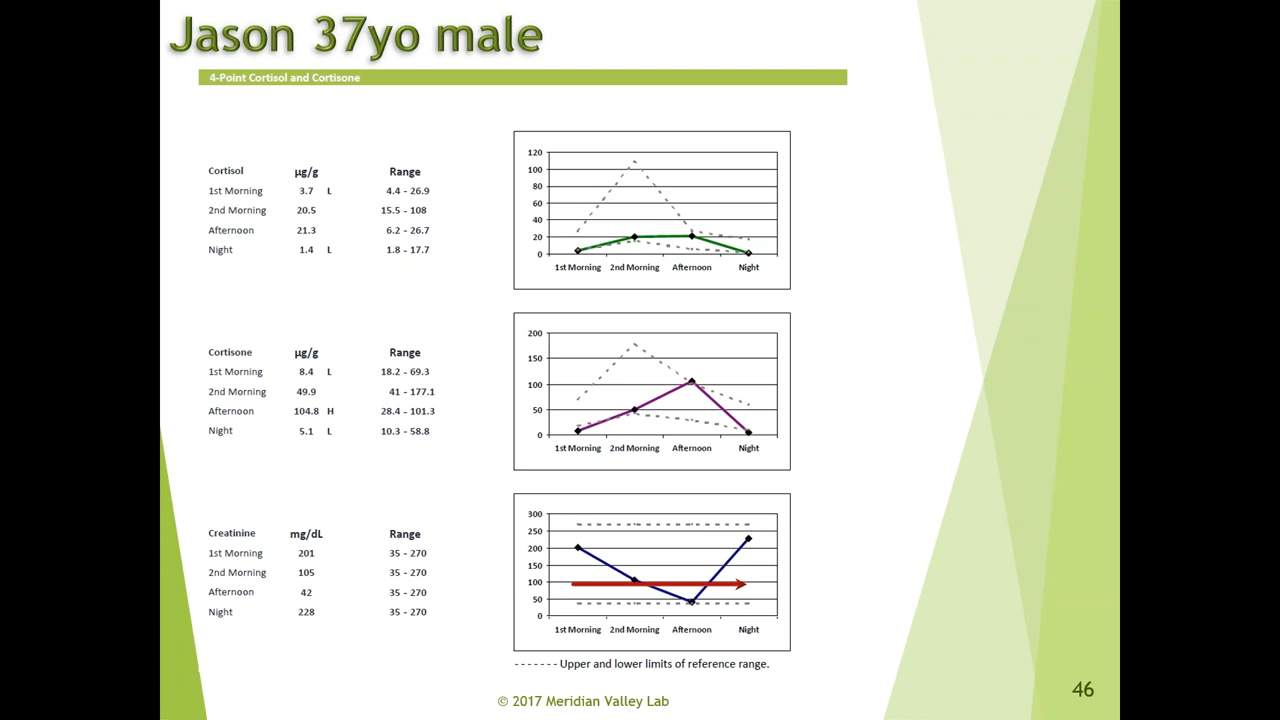 Jason 37yo male
4-Point Cortisol and Cortisone
Cortisol µg/g Range
1st Morning 3.7 L 4.4 - 26.9
2nd Morning 20.5 15.5 - 108
Afternoon 21.3 6.2 - 26.7
Night 1.4 L 1.8 - 17.7
120
100
80
60
40
20
0
1st Morning 2nd Morning Afternoon Night
Cortisone µg/g Range
1st Morning 8.4 L 18.2 - 69.3
2nd Morning 49.9 41 - 177.1
Afternoon 104.8 H 28.4 - 101.3
Night 5.1 L 10.3 - 58.8
200
150
100
50
0
1st Morning 2nd Morning Afternoon Night
Creatinine mg/dL Range
1st Morning 201 35 - 270
2nd Morning 105 35 - 270
Afternoon 42 35 - 270
Night 228 35 - 270
300
250
200
150
100
50
0
1st Morning 2nd Morning Afternoon Night
------- Upper and lower limits of reference range.
© 2017 Meridian Valley Lab
46